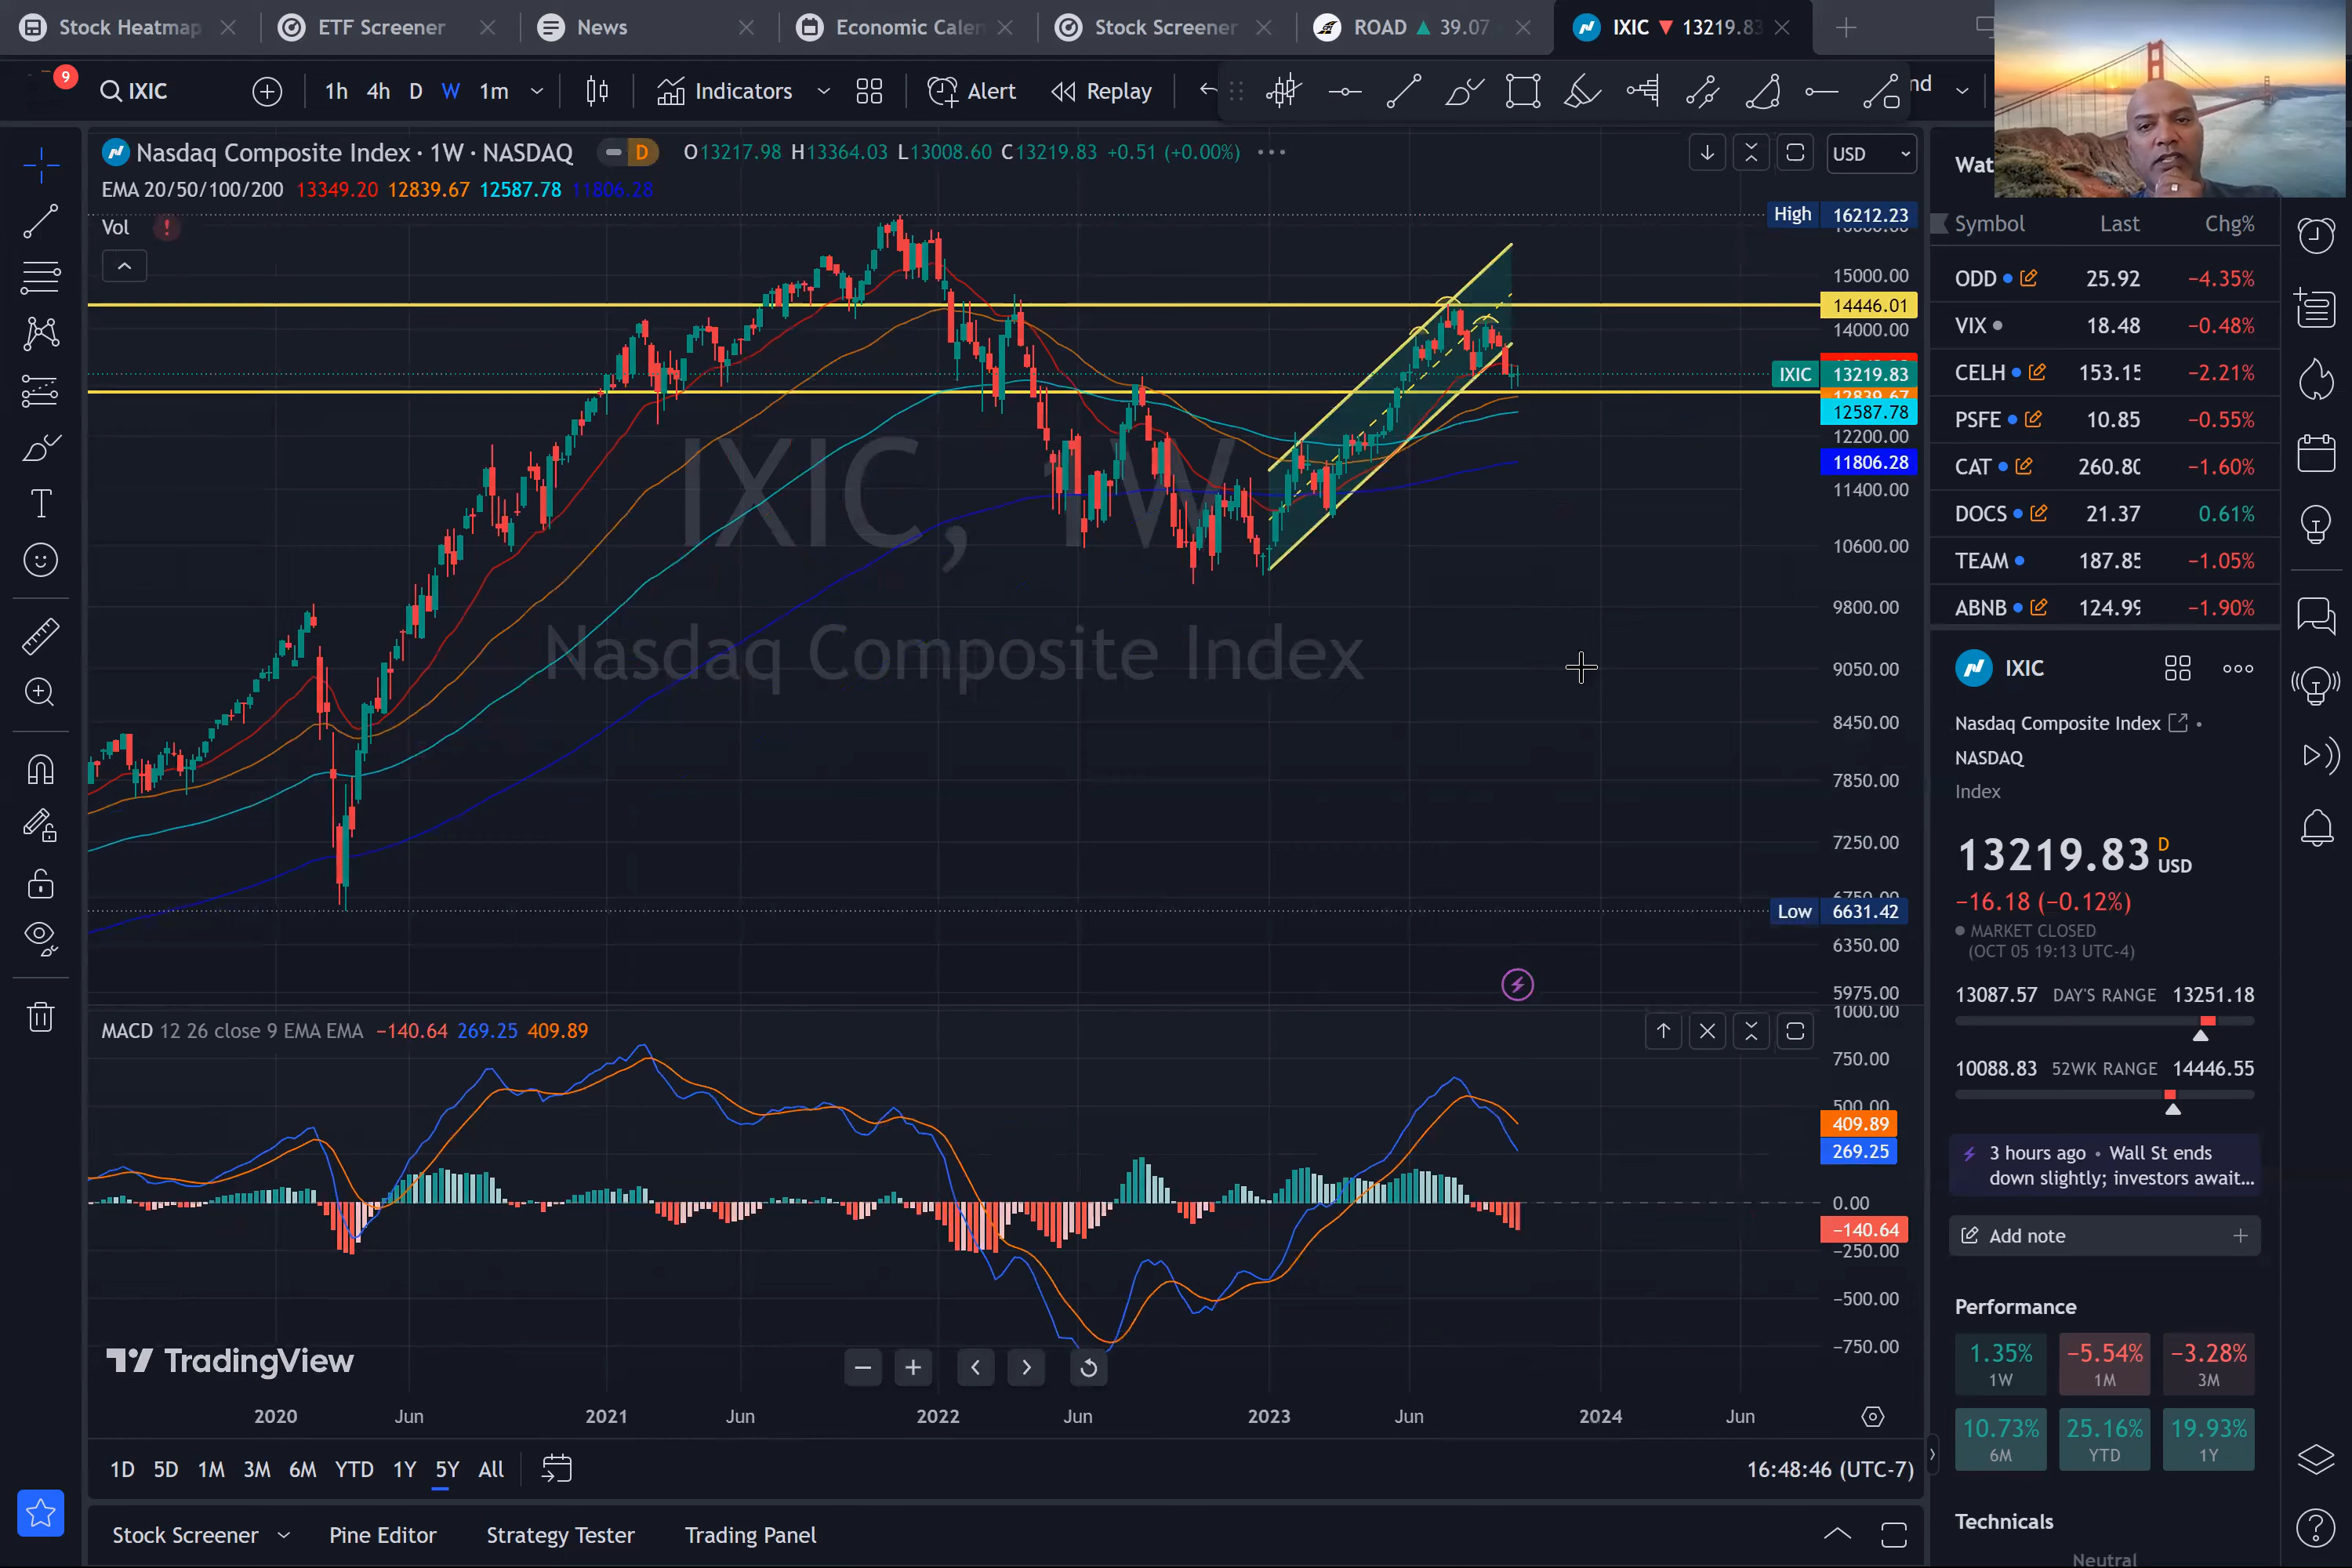 Stock Heatmap ETF Screener News Economic Calen Stock Screener ROAD 39.07 IXIC 13219.83
9 IXIC 1h 4h D W 1m Indicators Alert Replay nd
Nasdaq Composite Index · 1W · NASDAQ D O13217.98 H13364.03 L13008.60 C13219.83 +0.51 (+0.00%) USD
EMA 20/50/100/200 13349.20 12839.67 12587.78 11806.28
Vol
High 16212.23
15000.00
14446.01
14000.00
IXIC 13219.83
12839.67
12587.78
12200.00
11806.28
11400.00
10600.00
9800.00
9050.00
8450.00
7850.00
7250.00
Low 6631.42
6350.00
5975.00
IXIC, 1W
Nasdaq Composite Index
MACD 12 26 close 9 EMA EMA −140.64 269.25 409.89
1000.00
750.00
500.00
409.89
269.25
0.00
−140.64
−250.00
−500.00
−750.00
TradingView
2020 Jun 2021 Jun 2022 Jun 2023 Jun 2024 Jun
1D 5D 1M 3M 6M YTD 1Y 5Y All 16:48:46 (UTC-7)
Stock Screener Pine Editor Strategy Tester Trading Panel
Wat
Symbol Last Chg%
ODD 25.92 −4.35%
VIX 18.48 −0.48%
CELH 153.15 −2.21%
PSFE 10.85 −0.55%
CAT 260.80 −1.60%
DOCS 21.37 0.61%
TEAM 187.85 −1.05%
ABNB 124.99 −1.90%
IXIC
Nasdaq Composite Index
NASDAQ
Index
13219.83 D USD
−16.18 (−0.12%)
MARKET CLOSED
(OCT 05 19:13 UTC-4)
13087.57 DAY'S RANGE 13251.18
10088.83 52WK RANGE 14446.55
3 hours ago • Wall St ends
down slightly; investors await...
Add note
Performance
1.35% −5.54% −3.28%
1W 1M 3M
10.73% 25.16% 19.93%
6M YTD 1Y
Technicals
Neutral